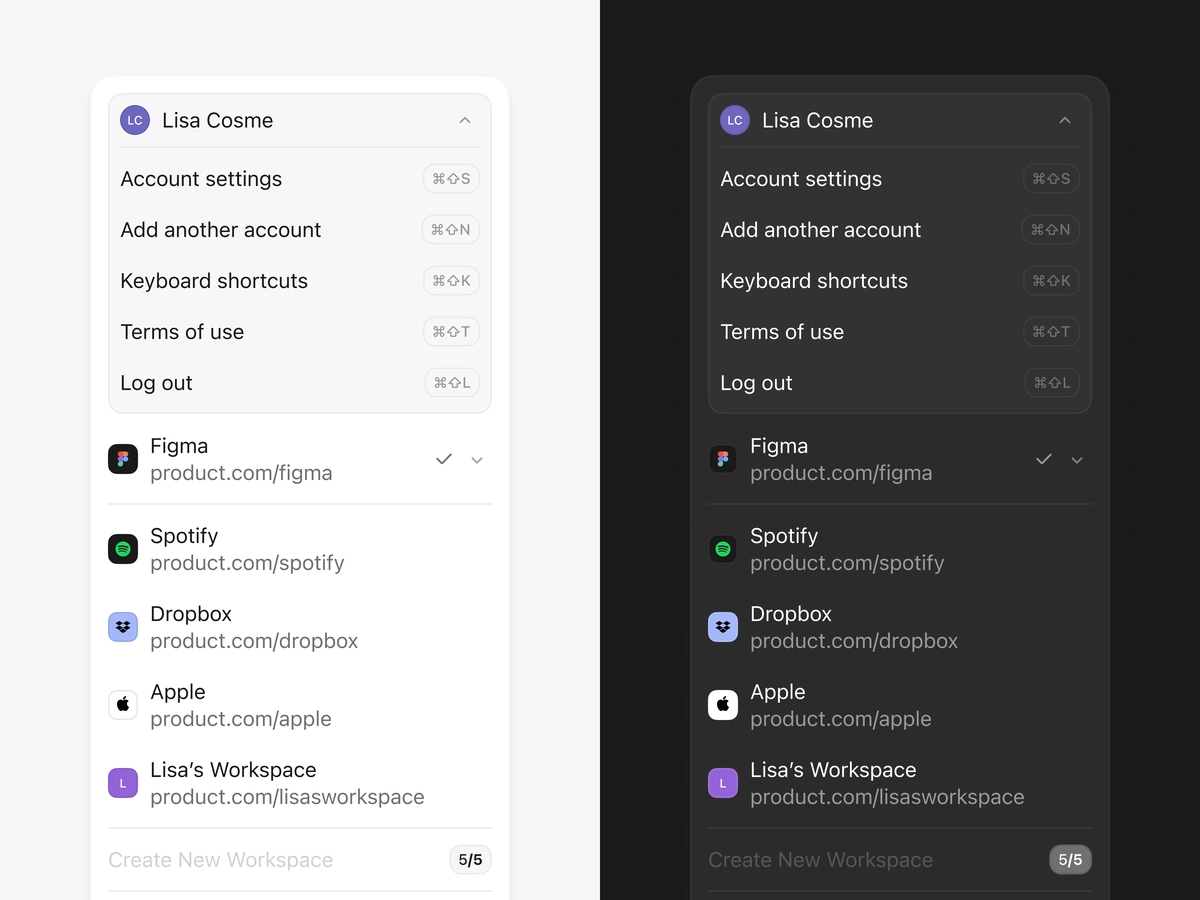 LC Lisa Cosme
Account settings ⌘⇧S
Add another account ⌘⇧N
Keyboard shortcuts ⌘⇧K
Terms of use ⌘⇧T
Log out ⌘⇧L
Figma
product.com/figma
Spotify
product.com/spotify
Dropbox
product.com/dropbox
Apple
product.com/apple
L
Lisa’s Workspace
product.com/lisasworkspace
Create New Workspace 5/5
LC Lisa Cosme
Account settings ⌘⇧S
Add another account ⌘⇧N
Keyboard shortcuts ⌘⇧K
Terms of use ⌘⇧T
Log out ⌘⇧L
Figma
product.com/figma
Spotify
product.com/spotify
Dropbox
product.com/dropbox
Apple
product.com/apple
L
Lisa’s Workspace
product.com/lisasworkspace
Create New Workspace 5/5